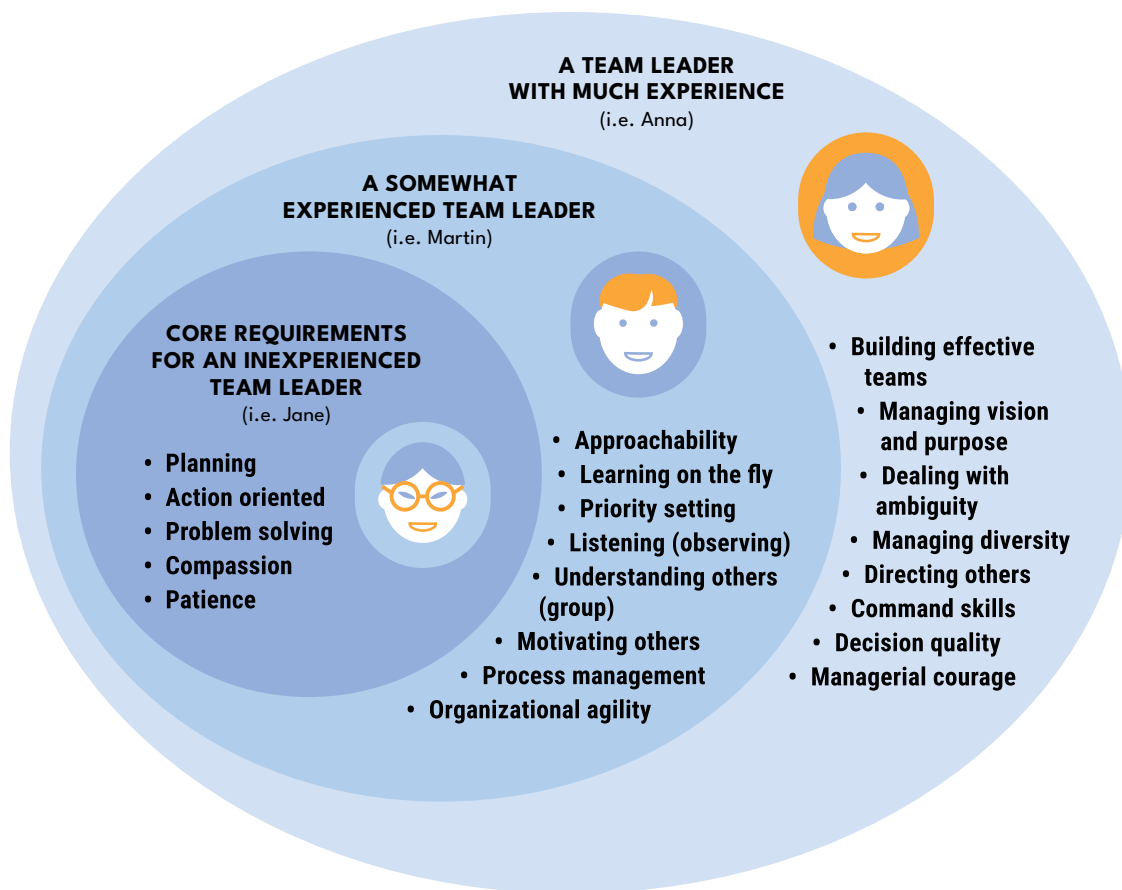 A TEAM LEADER
WITH MUCH EXPERIENCE
(i.e. Anna)
A SOMEWHAT
EXPERIENCED TEAM LEADER
(i.e. Martin)
CORE REQUIREMENTS
FOR AN INEXPERIENCED
TEAM LEADER
(i.e. Jane)
• Planning
• Action oriented
• Problem solving
• Compassion
• Patience
• Approachability
• Learning on the fly
• Priority setting
• Listening (observing)
• Understanding others
(group)
• Motivating others
• Process management
• Organizational agility
• Building effective
teams
• Managing vision
and purpose
• Dealing with
ambiguity
• Managing diversity
• Directing others
• Command skills
• Decision quality
• Managerial courage